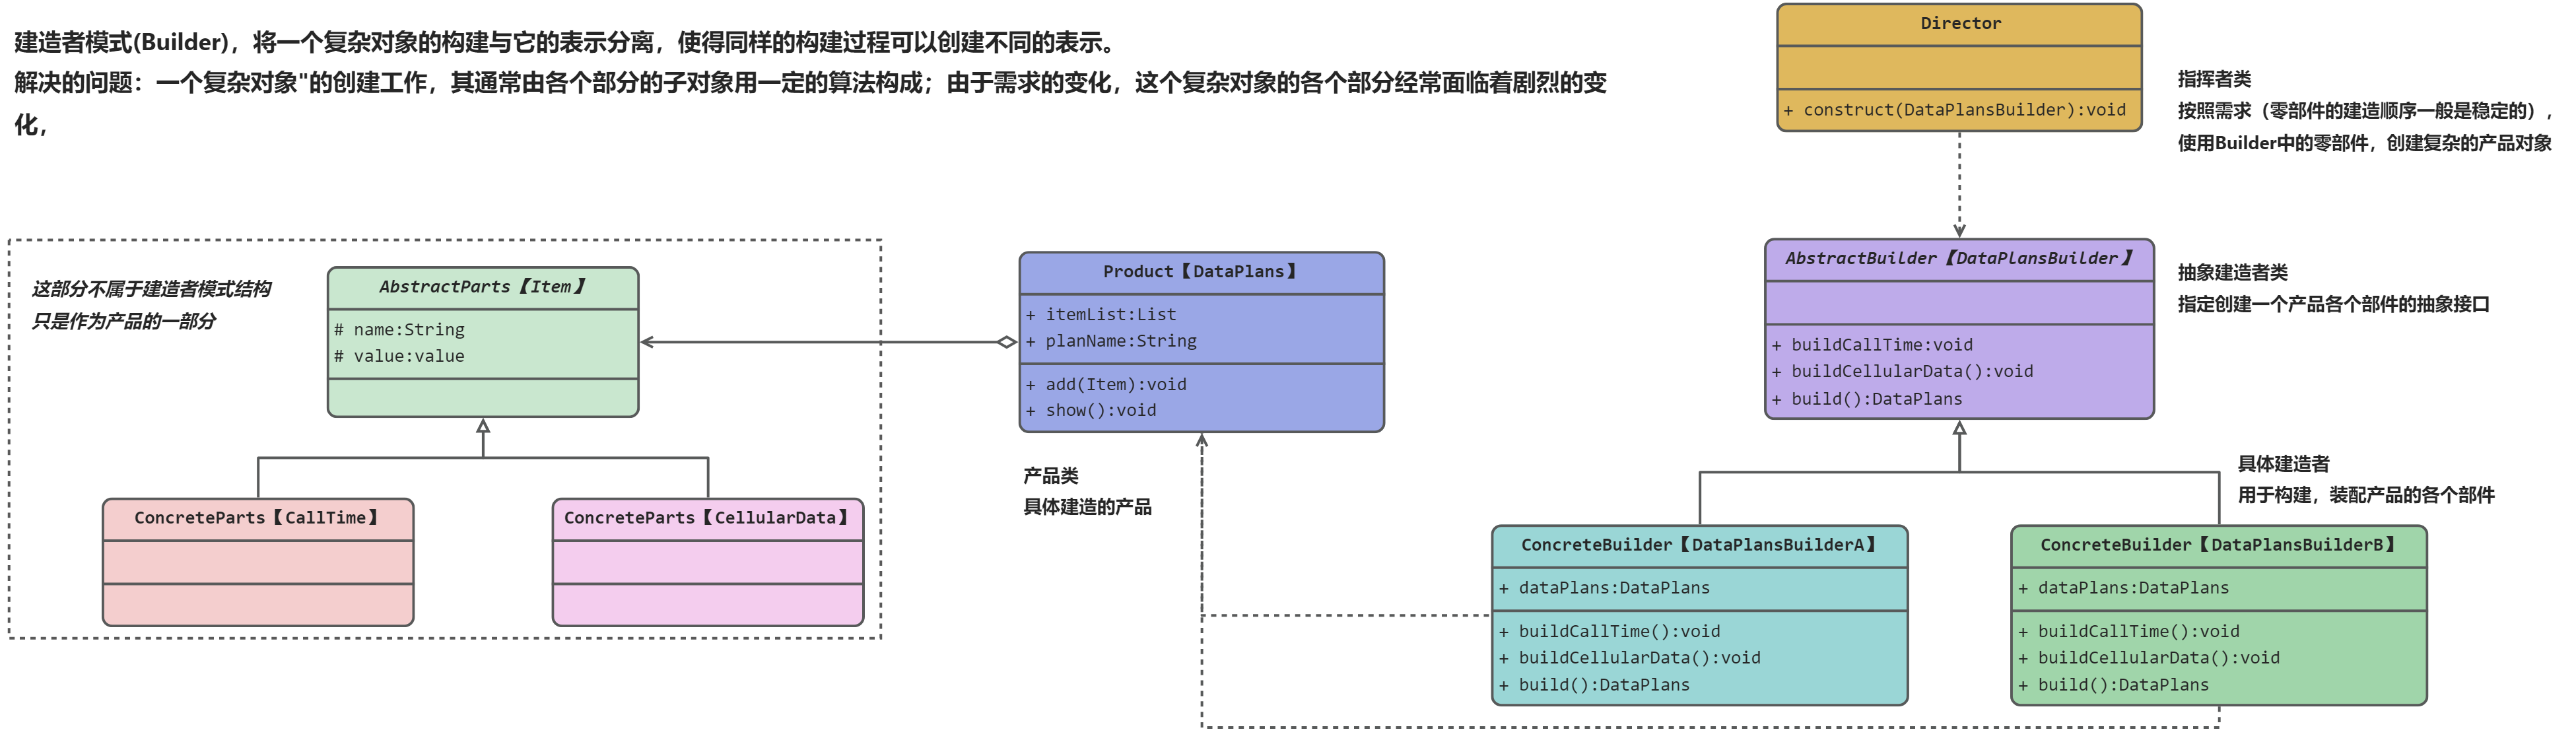 建造者模式(Builder)，将一个复杂对象的构建与它的表示分离，使得同样的构建过程可以创建不同的表示。
解决的问题：一个复杂对象"的创建工作，其通常由各个部分的子对象用一定的算法构成；由于需求的变化，这个复杂对象的各个部分经常面临着剧烈的变
化，
Director
+ construct(DataPlansBuilder):void
指挥者类
按照需求（零部件的建造顺序一般是稳定的），
使用Builder中的零部件，创建复杂的产品对象
这部分不属于建造者模式结构
只是作为产品的一部分
AbstractParts【Item】
# name:String
# value:value
Product【DataPlans】
+ itemList:List
+ planName:String
+ add(Item):void
+ show():void
AbstractBuilder【DataPlansBuilder】
+ buildCallTime:void
+ buildCellularData():void
+ build():DataPlans
抽象建造者类
指定创建一个产品各个部件的抽象接口
ConcreteParts【CallTime】
ConcreteParts【CellularData】
产品类
具体建造的产品
具体建造者
用于构建，装配产品的各个部件
ConcreteBuilder【DataPlansBuilderA】
+ dataPlans:DataPlans
+ buildCallTime():void
+ buildCellularData():void
+ build():DataPlans
ConcreteBuilder【DataPlansBuilderB】
+ dataPlans:DataPlans
+ buildCallTime():void
+ buildCellularData():void
+ build():DataPlans